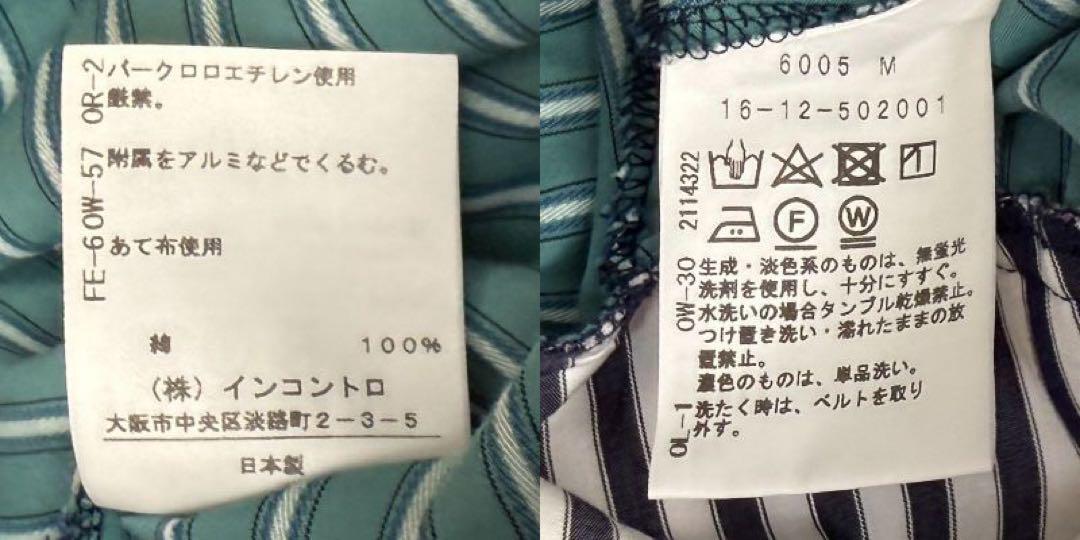 OR-2
パークロロエチレン使用
厳禁。
OW-57
附属をアルミなどでくるむ。
FE-6
あて布使用
綿 100%
(株)インコントロ
大阪市中央区淡路町2-3-5
日本製
6005 M
16-12-502001
2114322
F
W
OW-30
生成・淡色系のものは、無蛍光
洗剤を使用し、十分にすすぐ。
水洗いの場合タンブル乾燥禁止。
つけ置き洗い・濡れたままの放
置禁止。
濃色のものは、単品洗い。
OL-1
洗たく時は、ベルトを取り
外す。